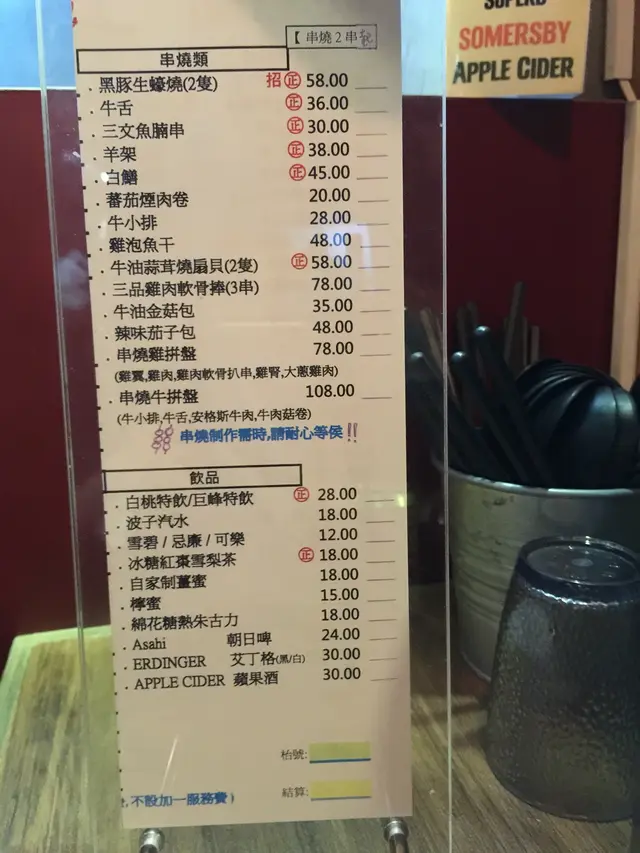 SUPERB
SOMERSBY
APPLE CIDER
【串燒2串起
串燒類
. 黑豚生蠔燒(2隻) 招 正 58.00
. 牛舌 正 36.00
. 三文魚腩串 正 30.00
. 羊架 正 38.00
. 白鱔 正 45.00
. 蕃茄煙肉卷 20.00
. 牛小排 28.00
. 雞泡魚干 48.00
. 牛油蒜茸燒扇貝(2隻) 正 58.00
. 三品雞肉軟骨捧(3串) 78.00
. 牛油金菇包 35.00
. 辣味茄子包 48.00
. 串燒雞拼盤 78.00
(雞翼,雞肉,雞肉軟骨扒串,雞腎,大蔥雞肉)
. 串燒牛拼盤 108.00
(牛小排,牛舌,安格斯牛肉,牛肉菇卷)
串燒制作需時,請耐心等侯!!
飲品
. 白桃特飲/巨峰特飲 正 28.00
. 波子汽水 18.00
. 雪碧 / 忌廉 / 可樂 12.00
. 冰糖紅棗雪梨茶 正 18.00
. 自家制薑蜜 18.00
. 檸蜜 15.00
. 綿花糖熱朱古力 18.00
. Asahi 朝日啤 24.00
. ERDINGER 艾丁格(黑/白) 30.00
. APPLE CIDER 蘋果酒 30.00
枱號:
結算:
,不設加一服務費)